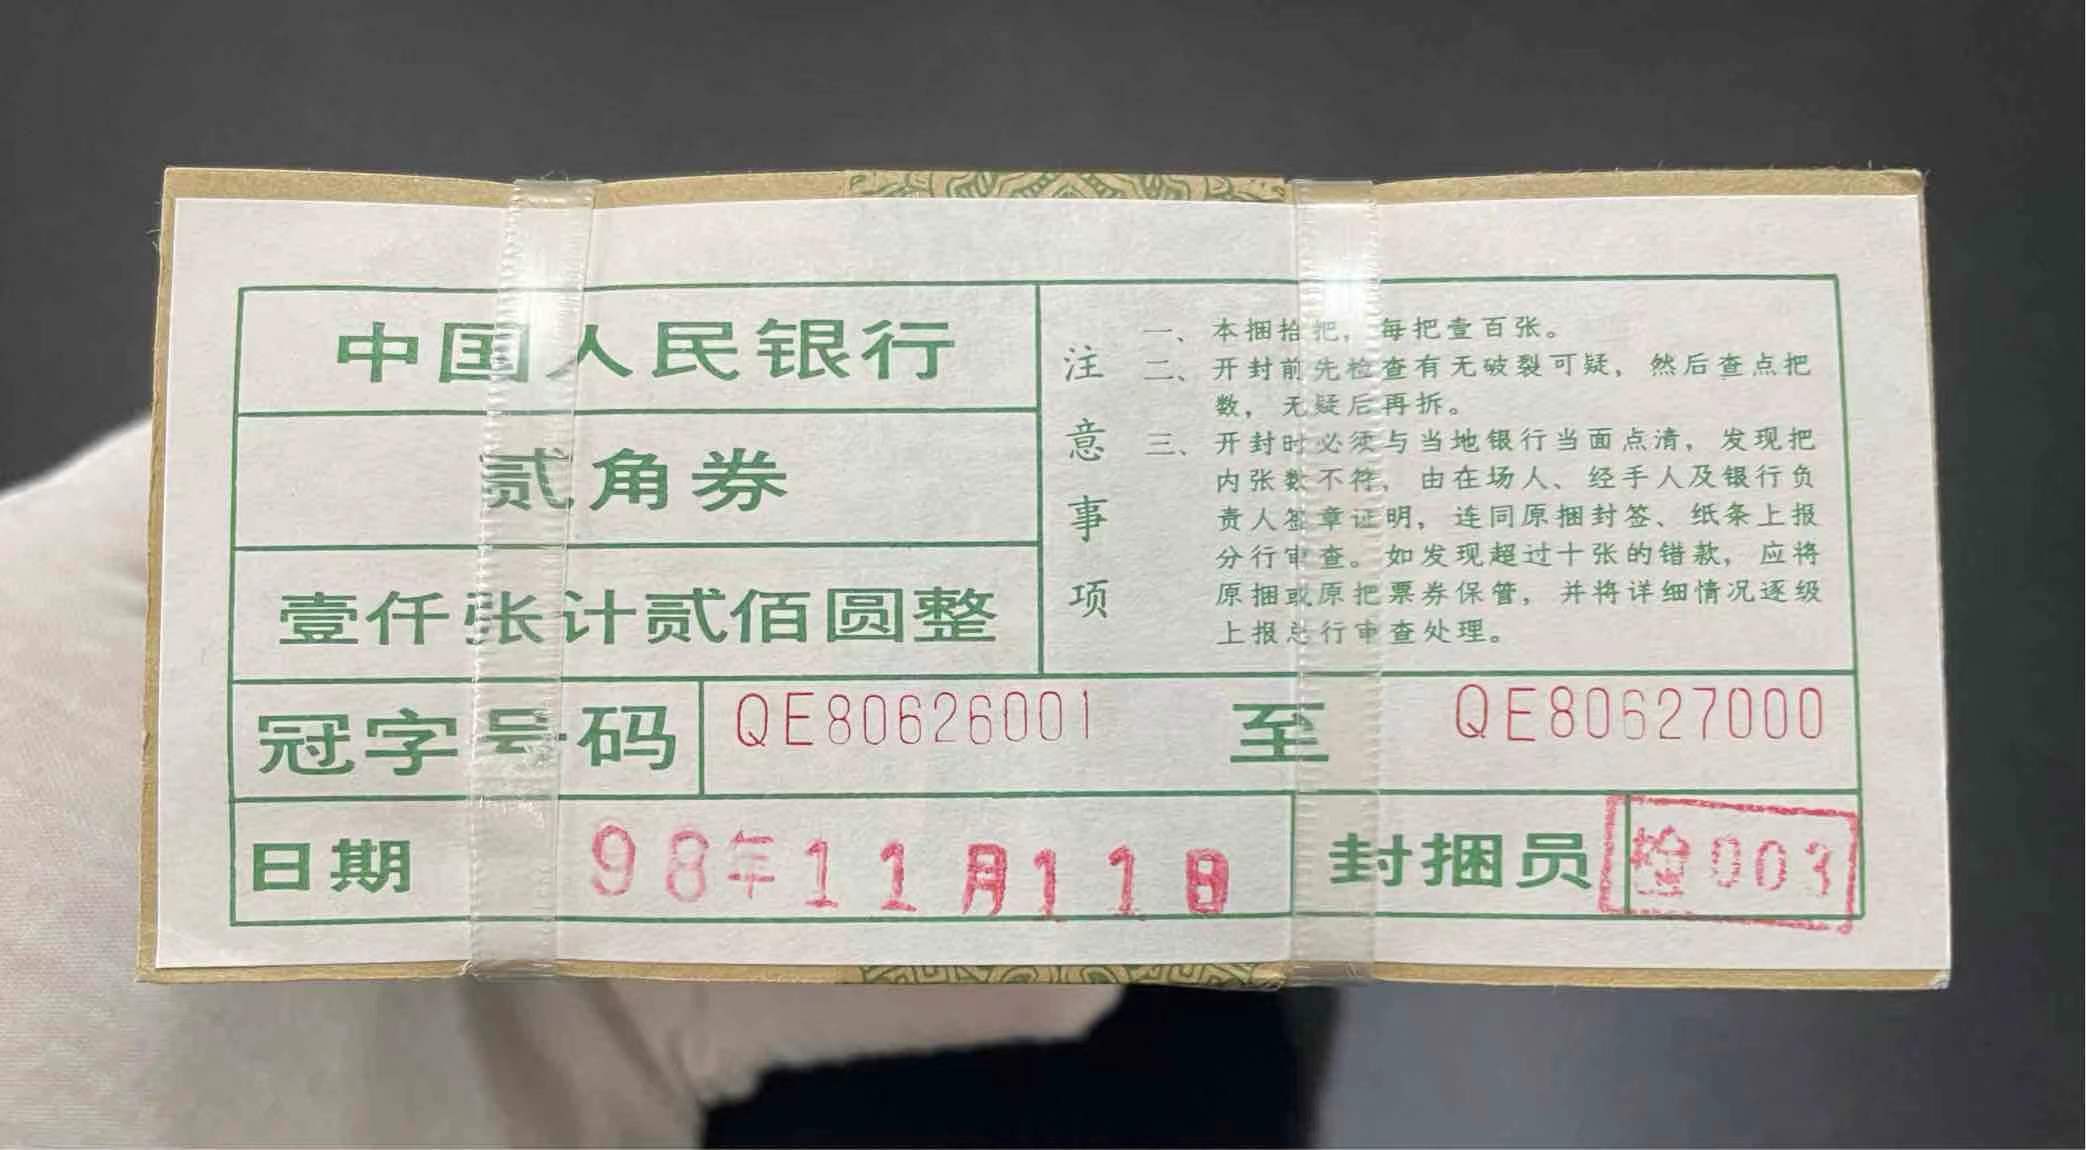 中国人民银行
贰角券
壹仟张计贰佰圆整
注意事项
一、本捆拾把，每把壹百张。
二、开封前先检查有无破裂可疑，然后查点把
数，无疑后再拆。
三、开封时必须与当地银行当面点清，发现把
内张数不符，由在场人、经手人及银行负
责人签章证明，连同原捆封签、纸条上报
分行审查。如发现超过十张的错款，应将
原捆或原把票券保管，并将详细情况逐级
上报总行审查处理。
冠字号码 QE80626001 至 QE80627000
日期 98年11月11日 封捆员 检003